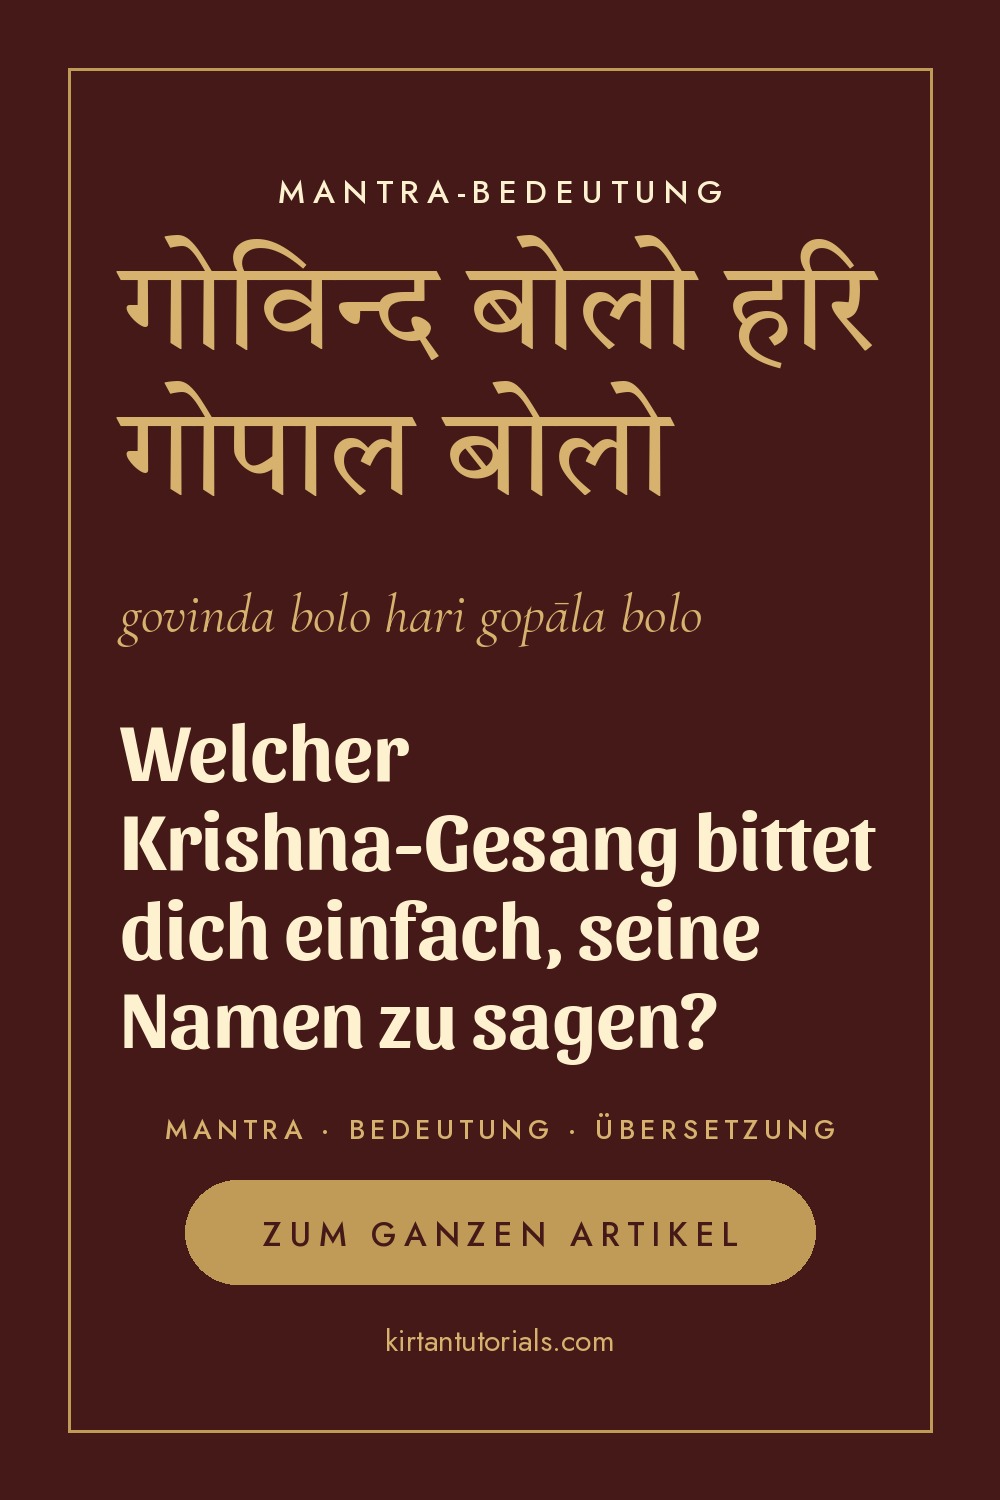 MANTRA-BEDEUTUNG
गोविन्द बोलो हरि
गोपाल बोलो
govinda bolo hari gopāla bolo
Welcher
Krishna-Gesang bittet
dich einfach, seine
Namen zu sagen?
MANTRA · BEDEUTUNG · ÜBERSETZUNG
ZUM GANZEN ARTIKEL
kirtantutorials.com